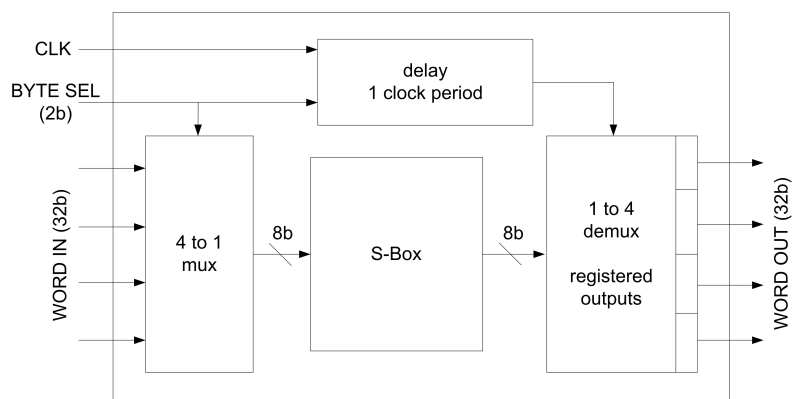 CLK
delay
1 clock period
BYTE SEL
(2b)
WORD IN (32b)
4 to 1
mux
8b
S-Box
8b
1 to 4
demux
registered
outputs
WORD OUT (32b)